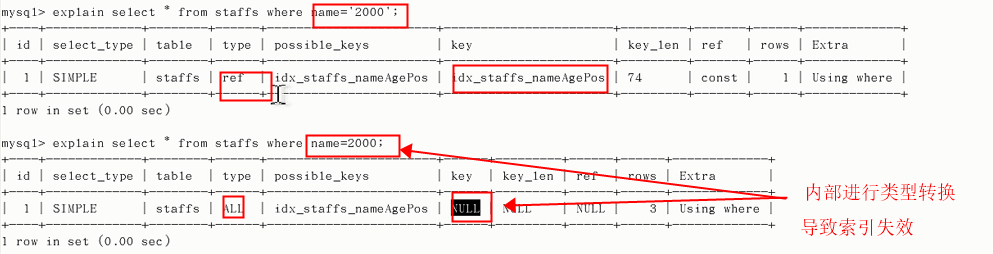 mysql> explain select * from staffs where name='2000';
+----+-------------+--------+------+-----------------------+-----------------------+---------+-------+------+-------------+
| id | select_type | table | type | possible_keys | key | key_len | ref | rows | Extra |
+----+-------------+--------+------+-----------------------+-----------------------+---------+-------+------+-------------+
| 1 | SIMPLE | staffs | ref | idx_staffs_nameAgePos | idx_staffs_nameAgePos | 74 | const | 1 | Using where |
+----+-------------+--------+------+-----------------------+-----------------------+---------+-------+------+-------------+
1 row in set (0.00 sec)
mysql> explain select * from staffs where name=2000;
+----+-------------+--------+------+-----------------------+------+---------+------+------+-------------+
| id | select_type | table | type | possible_keys | key | key_len | ref | rows | Extra |
+----+-------------+--------+------+-----------------------+------+---------+------+------+-------------+
| 1 | SIMPLE | staffs | ALL | idx_staffs_nameAgePos | NULL | NULL | NULL | 3 | Using where |
+----+-------------+--------+------+-----------------------+------+---------+------+------+-------------+
1 row in set (0.00 sec)
内部进行类型转换
导致索引失效